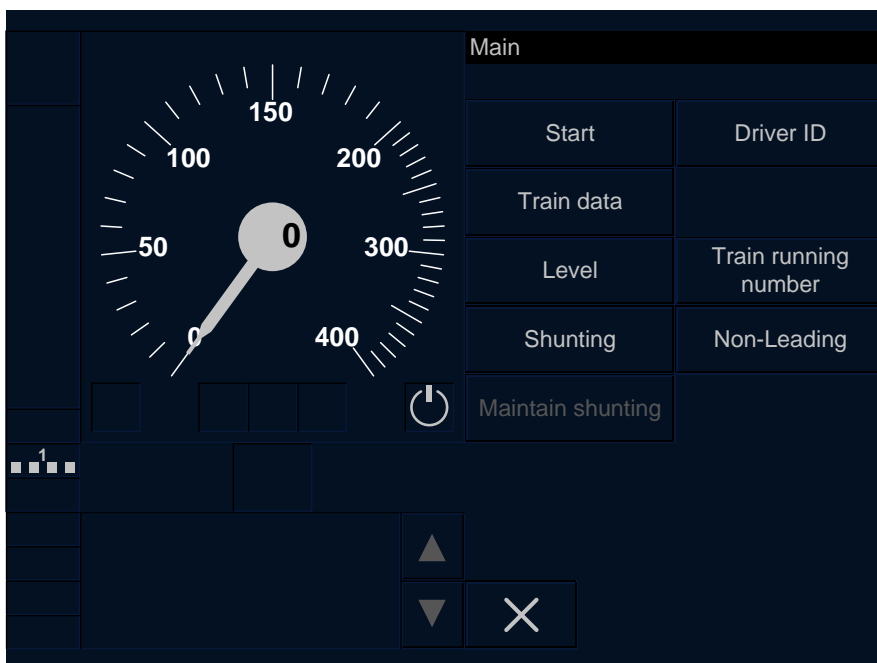 Main
150
100
200
50
0
300
0
400
Start
Driver ID
Train data
Level
Train running
number
Shunting
Non-Leading
Maintain shunting
1